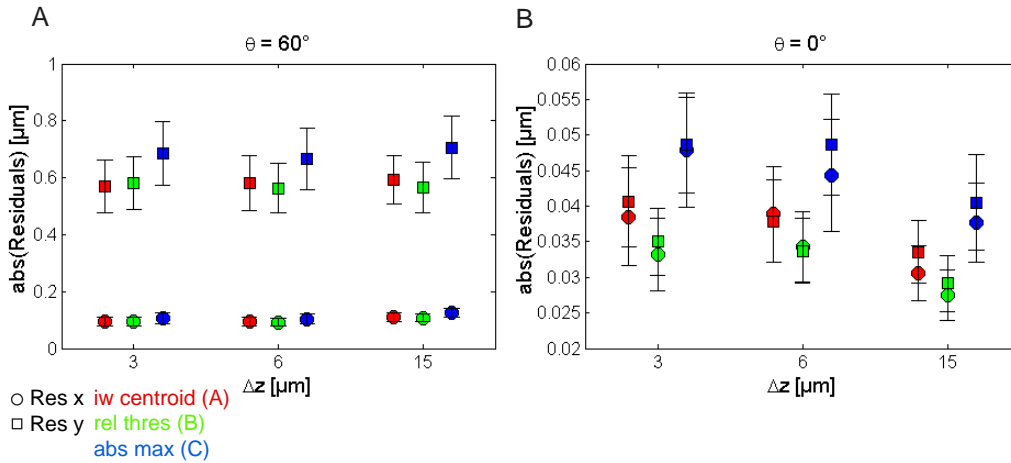 A
θ = 60°
abs(Residuals) [µm]
1
0.8
0.6
0.4
0.2
0
3
6
15
Δz [µm]
B
θ = 0°
abs(Residuals) [µm]
0.06
0.055
0.05
0.045
0.04
0.035
0.03
0.025
0.02
3
6
15
Δz [µm]
Res x iw centroid (A)
Res y rel thres (B)
abs max (C)